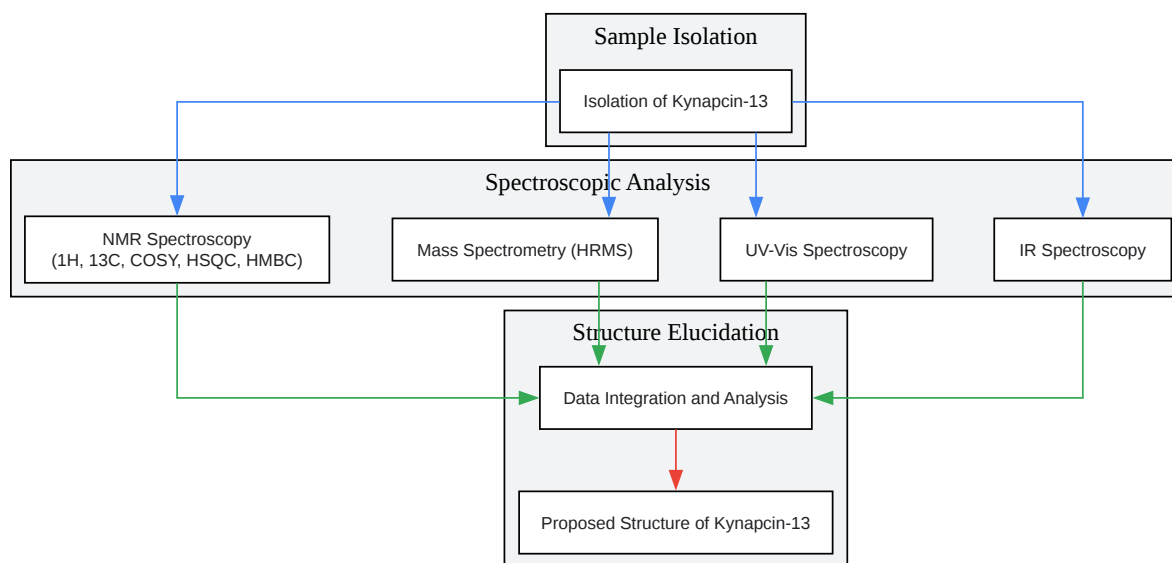 Sample Isolation
Isolation of Kynapcin-13
Spectroscopic Analysis
NMR Spectroscopy
(1H, 13C, COSY, HSQC, HMBC)
Mass Spectrometry (HRMS)
UV-Vis Spectroscopy
IR Spectroscopy
Structure Elucidation
Data Integration and Analysis
Proposed Structure of Kynapcin-13